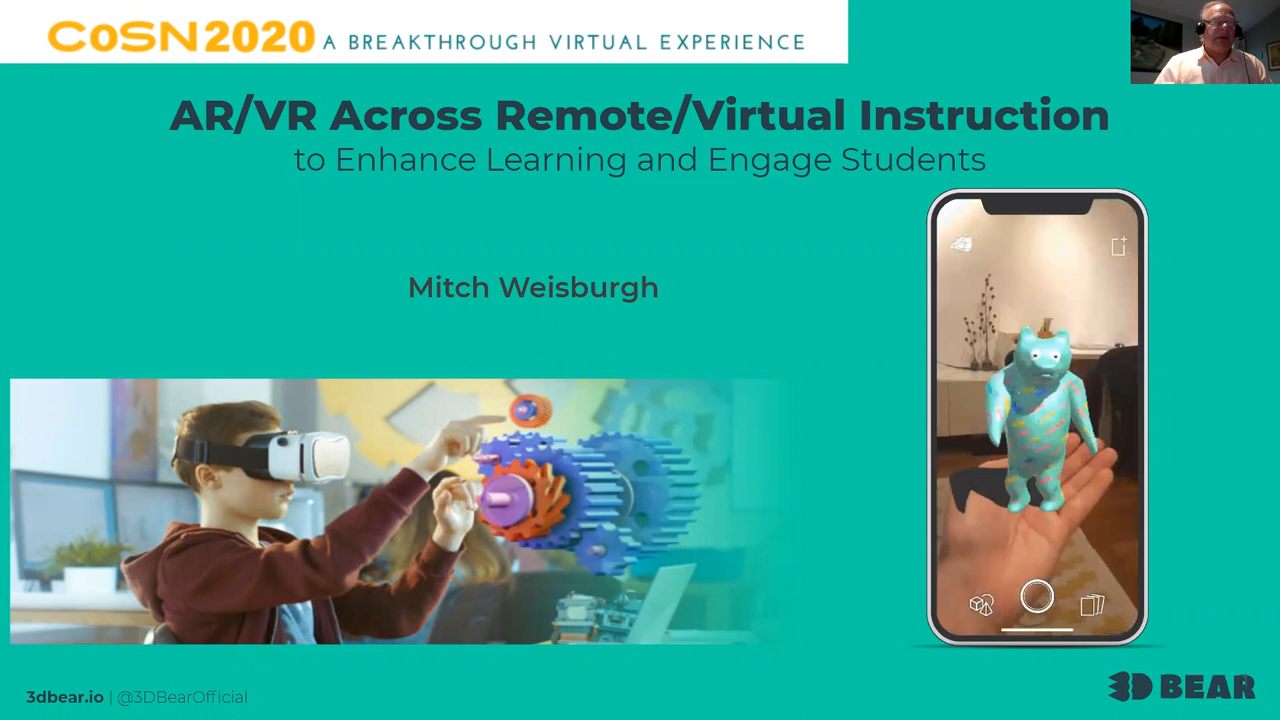 CoSN2020 A BREAKTHROUGH VIRTUAL EXPERIENCE
AR/VR Across Remote/Virtual Instruction
to Enhance Learning and Engage Students
Mitch Weisburgh
3dbear.io | @3DBearOfficial
3D BEAR